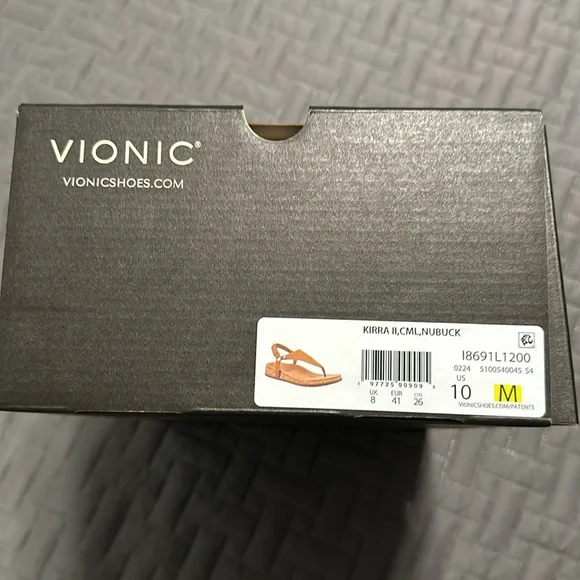 VIONIC®
VIONICSHOES.COM
KIRRA II,CML,NUBUCK
I8691L1200
0224 5100540045 S4
UK EUR US
8 41 26 10 M
VIONICSHOES.COM/PATENTS